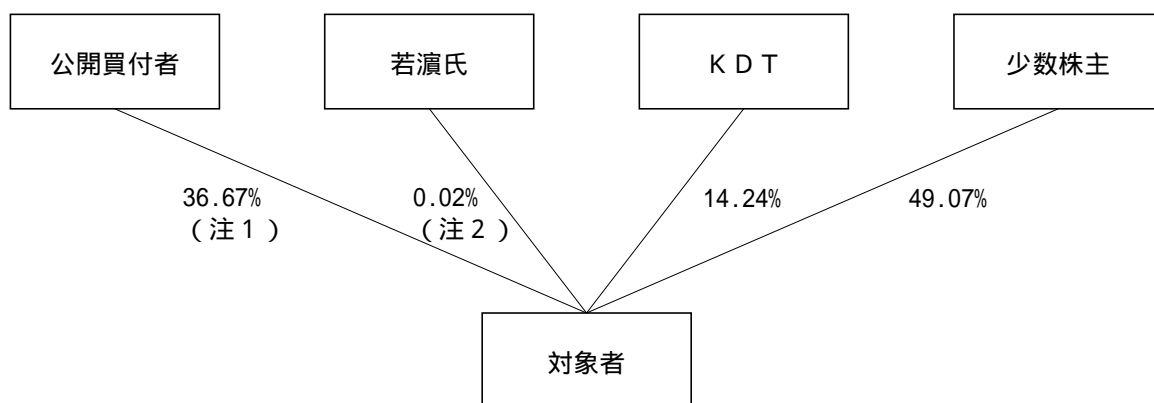 公開買付者
若濵氏
ＫＤＴ
少数株主
36.67%
（注１）
0.02%
（注２）
14.24%
49.07%
対象者